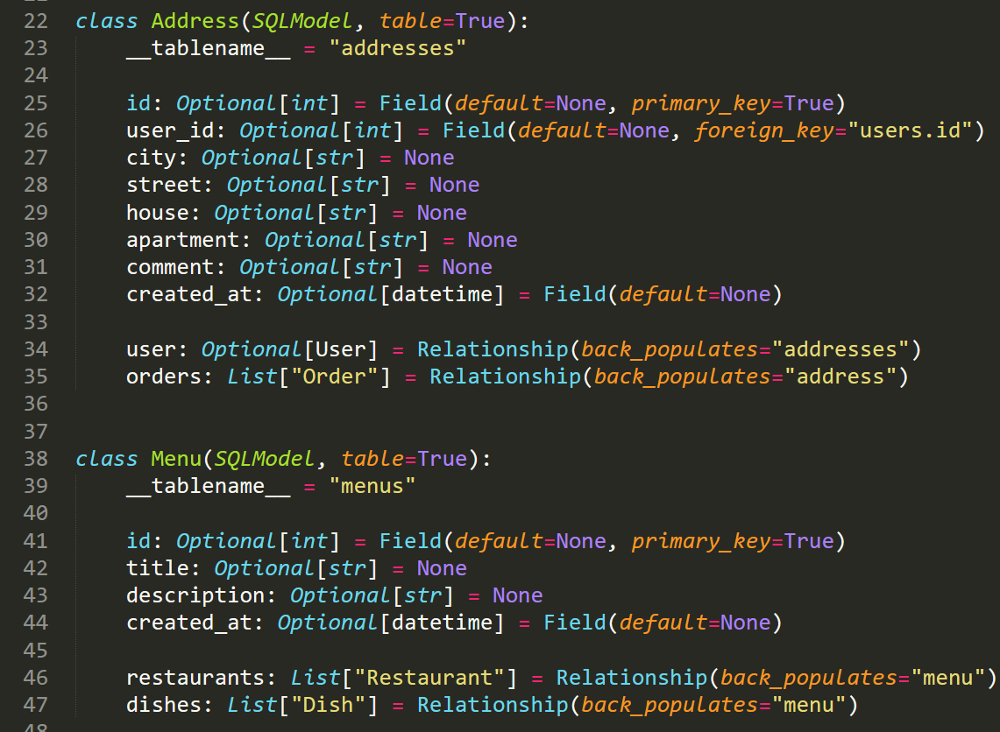 22 class Address(SQLModel, table=True):
23     __tablename__ = "addresses"
24
25     id: Optional[int] = Field(default=None, primary_key=True)
26     user_id: Optional[int] = Field(default=None, foreign_key="users.id")
27     city: Optional[str] = None
28     street: Optional[str] = None
29     house: Optional[str] = None
30     apartment: Optional[str] = None
31     comment: Optional[str] = None
32     created_at: Optional[datetime] = Field(default=None)
33
34     user: Optional[User] = Relationship(back_populates="addresses")
35     orders: List["Order"] = Relationship(back_populates="address")
36
37
38 class Menu(SQLModel, table=True):
39     __tablename__ = "menus"
40
41     id: Optional[int] = Field(default=None, primary_key=True)
42     title: Optional[str] = None
43     description: Optional[str] = None
44     created_at: Optional[datetime] = Field(default=None)
45
46     restaurants: List["Restaurant"] = Relationship(back_populates="menu")
47     dishes: List["Dish"] = Relationship(back_populates="menu")
48